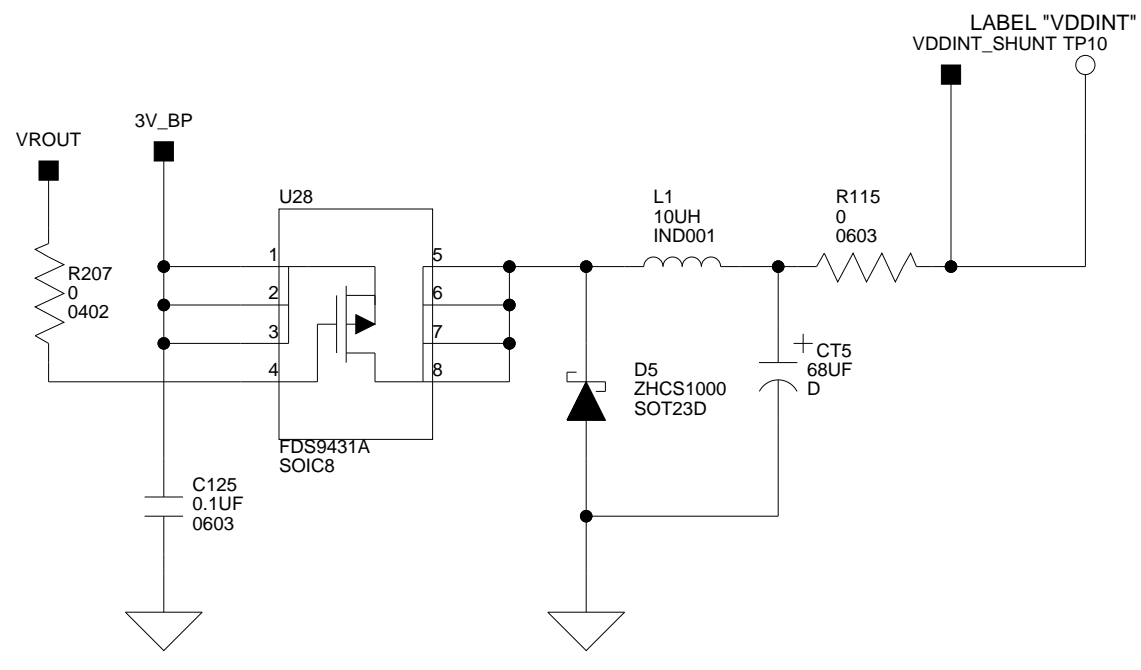 LABEL "VDDINT"
VDDINT_SHUNT TP10
3V_BP
VROUT
U28
L1
10UH
IND001
R115
0
0603
1
5
R207
0
0402
2
6
3
7
4
8
CT5
68UF
D
D5
ZHCS1000
SOT23D
FDS9431A
SOIC8
C125
0.1UF
0603